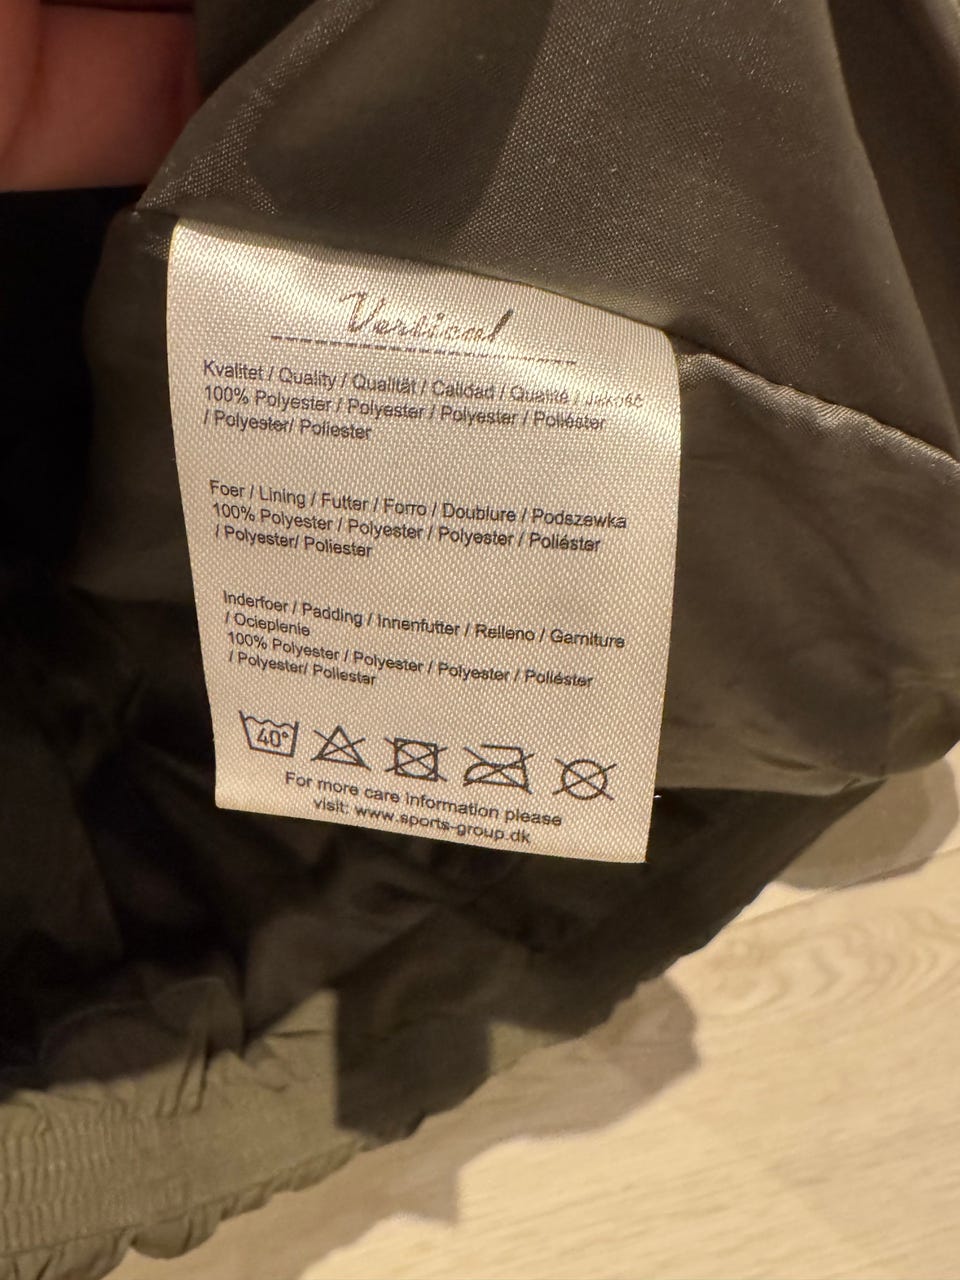 Vertical
Kvalitet / Quality / Qualität / Calidad / Qualité / Jakość
100% Polyester / Polyester / Polyester / Poliéster
/ Polyester/ Poliester
Foer / Lining / Futter / Forro / Doublure / Podszewka
100% Polyester / Polyester / Polyester / Poliéster
/ Polyester/ Poliester
Inderfoer / Padding / Innenfutter / Relleno / Garniture
/ Ocieplenie
100% Polyester / Polyester / Polyester / Poliéster
/ Polyester/ Poliester
40°
For more care information please
visit: www.sports-group.dk